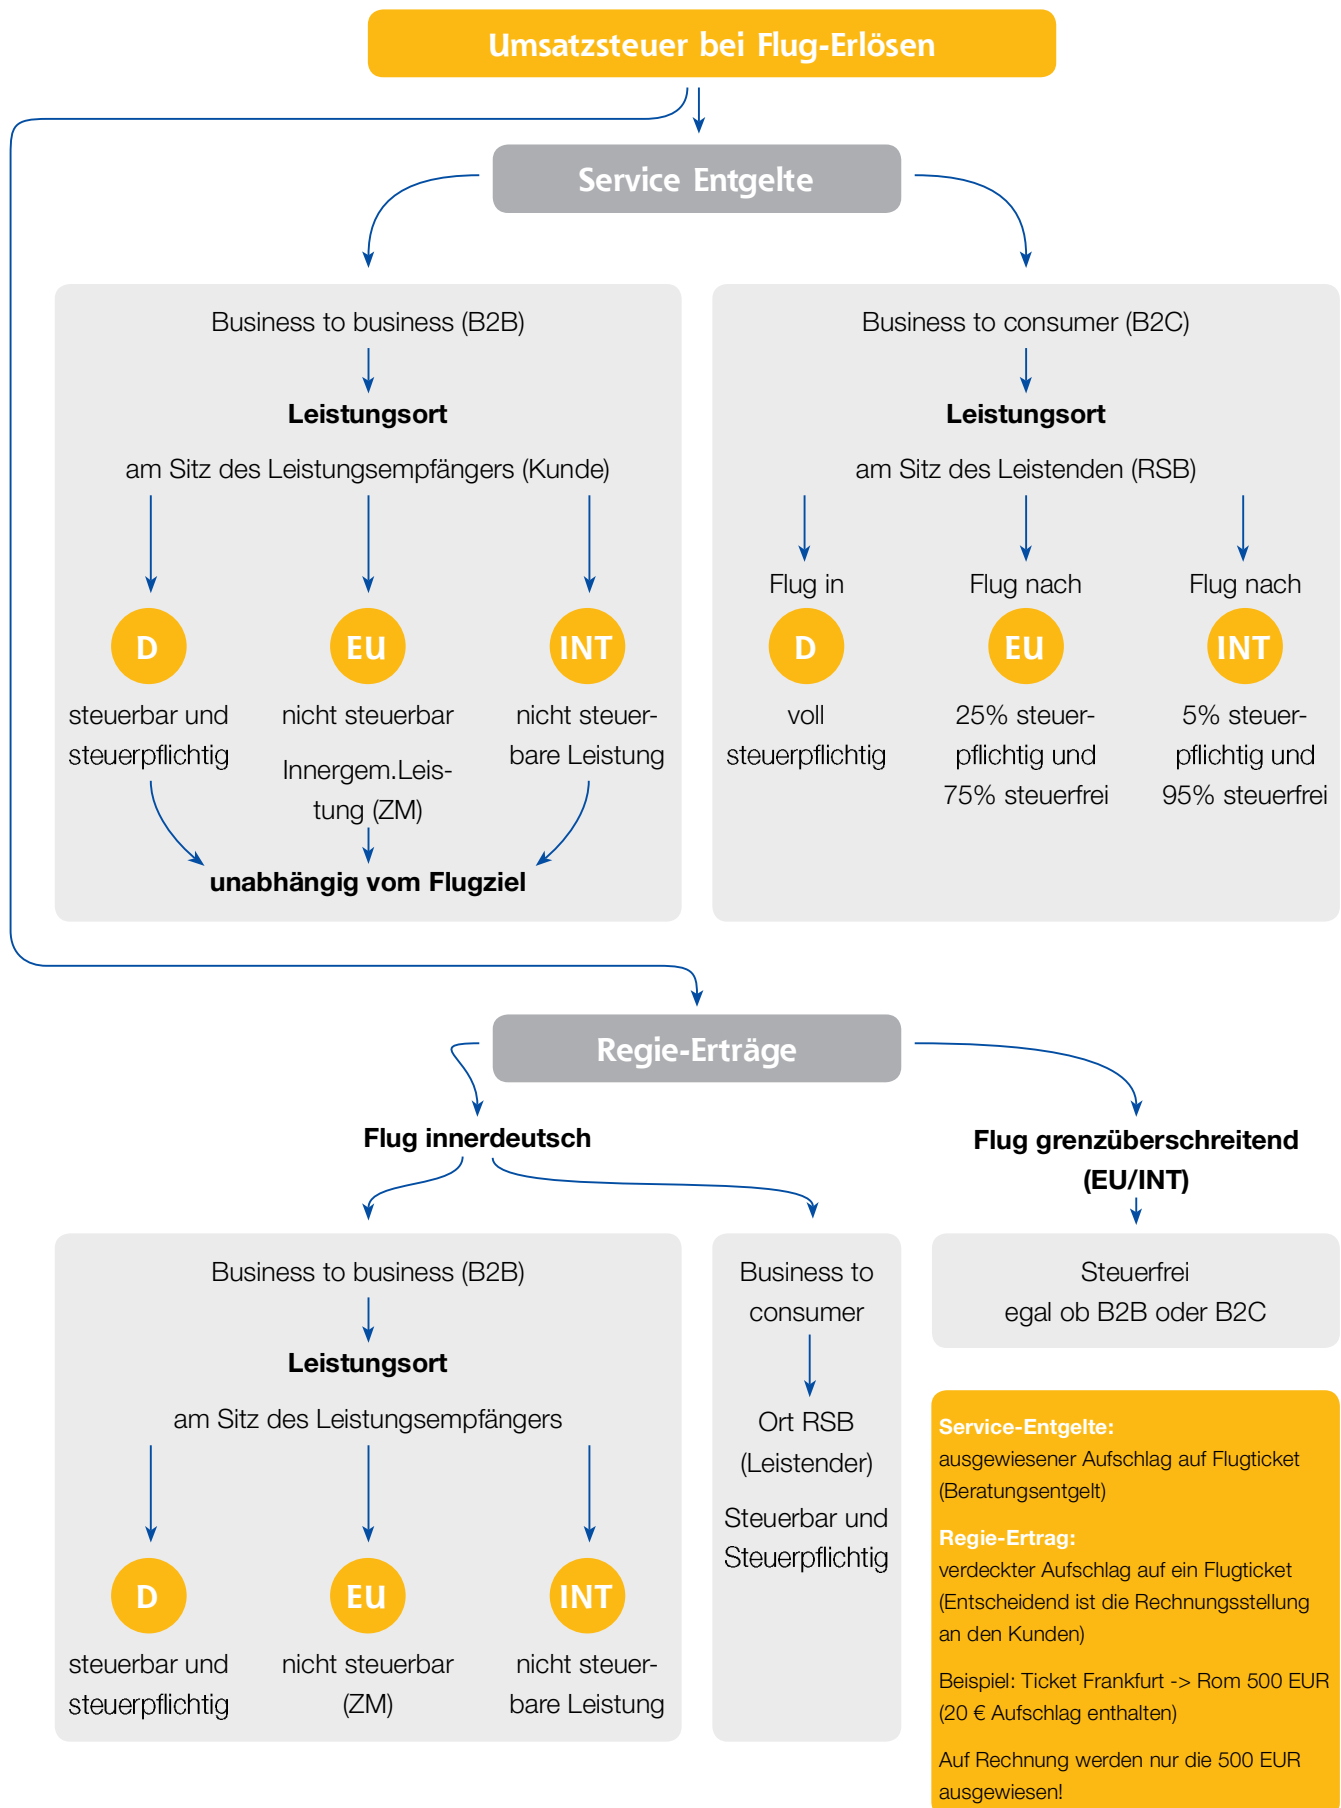 Umsatzsteuer bei Flug-Erlösen
Service Entgelte
Business to business (B2B)
Leistungsort
am Sitz des Leistungsempfängers (Kunde)
D
steuerbar und
steuerpflichtig
EU
nicht steuerbar
Innergem.Leis-
tung (ZM)
INT
nicht steuer-
bare Leistung
unabhängig vom Flugziel
Business to consumer (B2C)
Leistungsort
am Sitz des Leistenden (RSB)
Flug in
D
voll
steuerpflichtig
Flug nach
EU
25% steuer-
pflichtig und
75% steuerfrei
Flug nach
INT
5% steuer-
pflichtig und
95% steuerfrei
Regie-Erträge
Flug innerdeutsch
Business to business (B2B)
Leistungsort
am Sitz des Leistungsempfängers
D
steuerbar und
steuerpflichtig
EU
nicht steuerbar
(ZM)
INT
nicht steuer-
bare Leistung
Business to
consumer
Ort RSB
(Leistender)
Steuerbar und
Steuerpflichtig
Flug grenzüberschreitend
(EU/INT)
Steuerfrei
egal ob B2B oder B2C
Service-Entgelte:
ausgewiesener Aufschlag auf Flugticket
(Beratungsentgelt)
Regie-Ertrag:
verdeckter Aufschlag auf ein Flugticket
(Entscheidend ist die Rechnungsstellung
an den Kunden)
Beispiel: Ticket Frankfurt -> Rom 500 EUR
(20 € Aufschlag enthalten)
Auf Rechnung werden nur die 500 EUR
ausgewiesen!